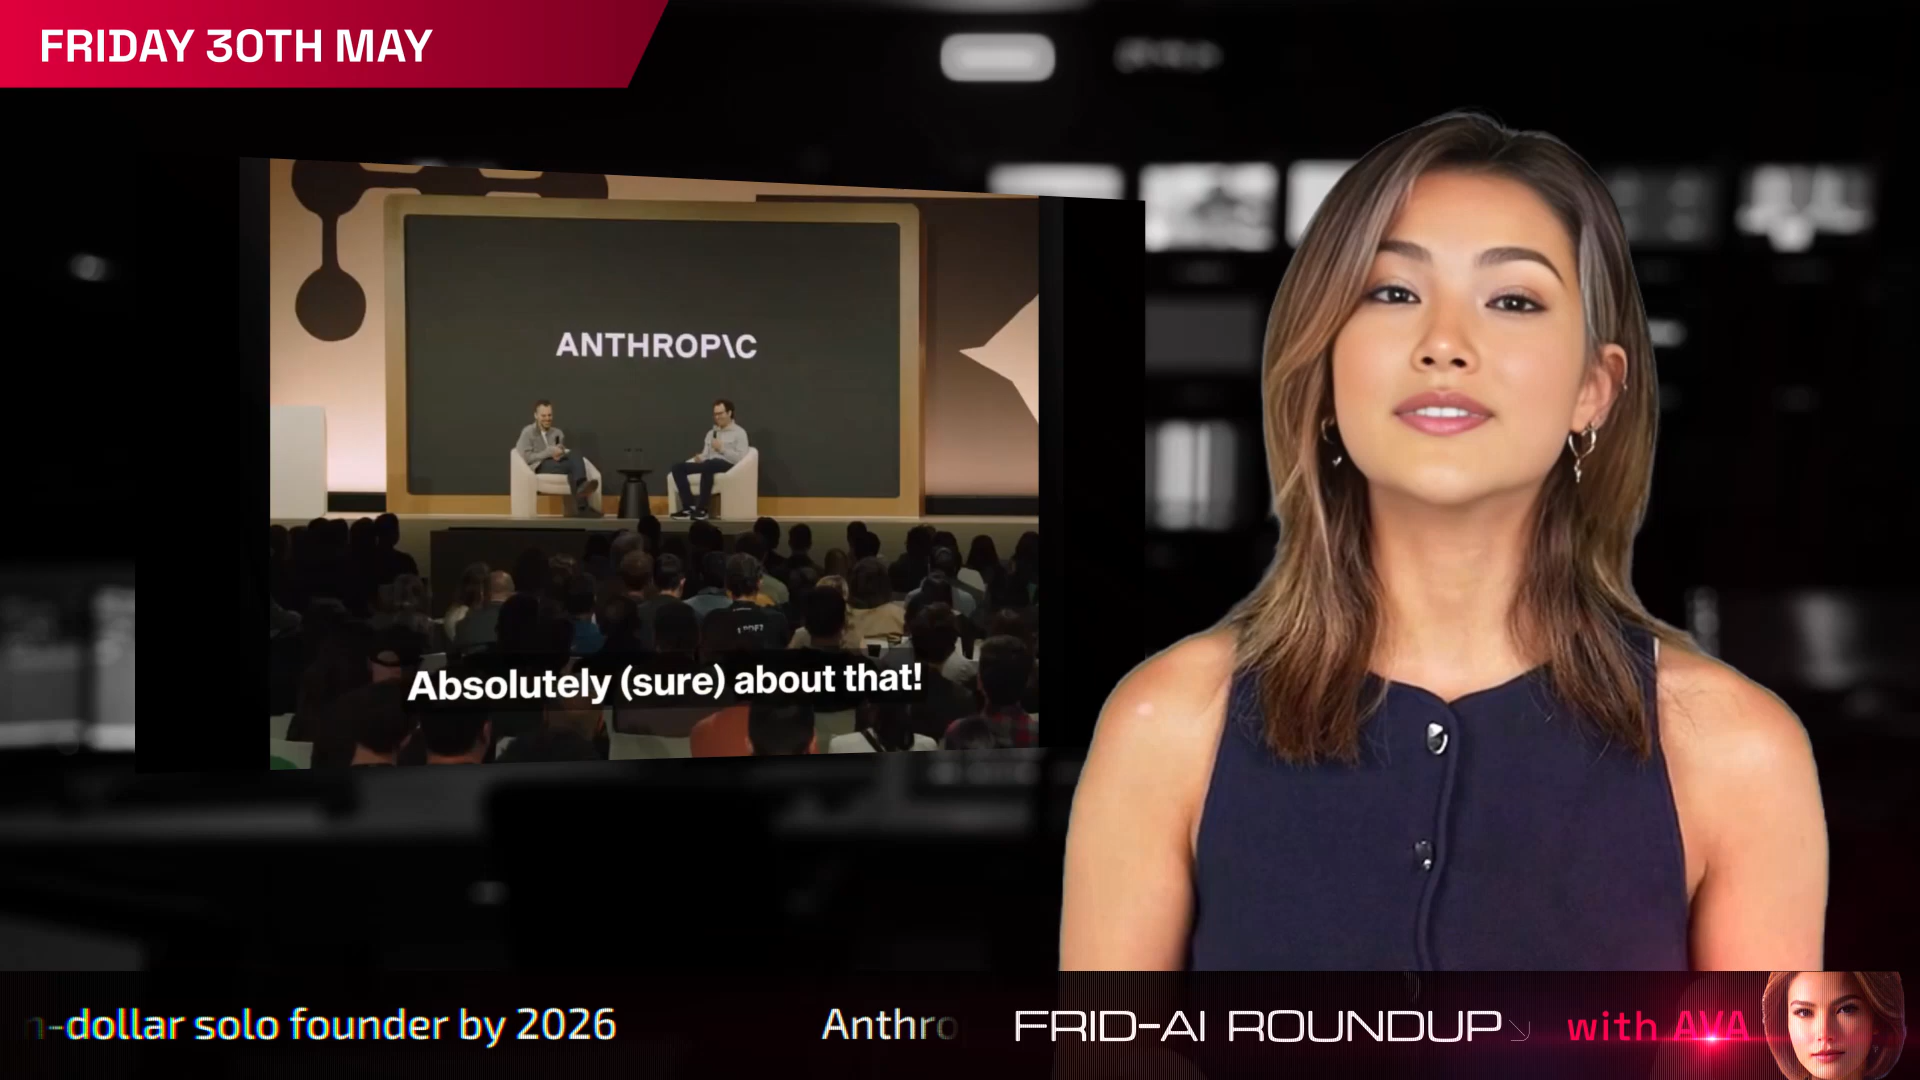 FRIDAY 30TH MAY
ANTHROP\C
Absolutely (sure) about that!
-dollar solo founder by 2026
Anthro
FRID-AI ROUNDUP
with AVA